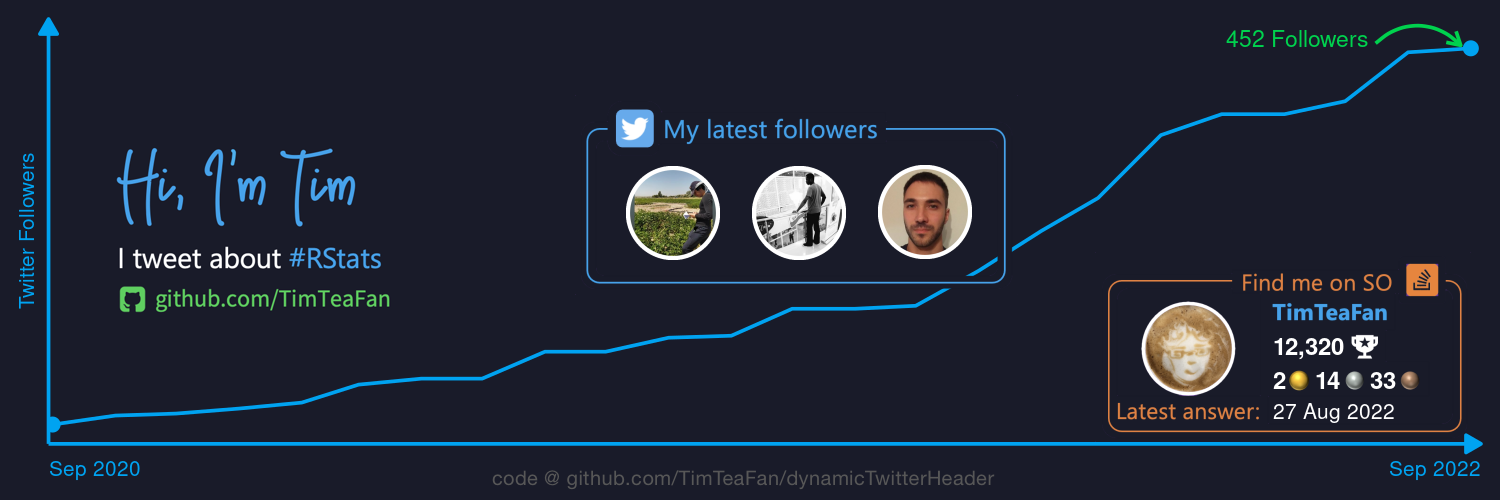 452 Followers
My latest followers
Twitter Followers
Hi, I'm Tim
I tweet about #RStats
github.com/TimTeaFan
Find me on SO
TimTeaFan
12,320
2 14 33
Latest answer: 27 Aug 2022
Sep 2020
Sep 2022
code @ github.com/TimTeaFan/dynamicTwitterHeader